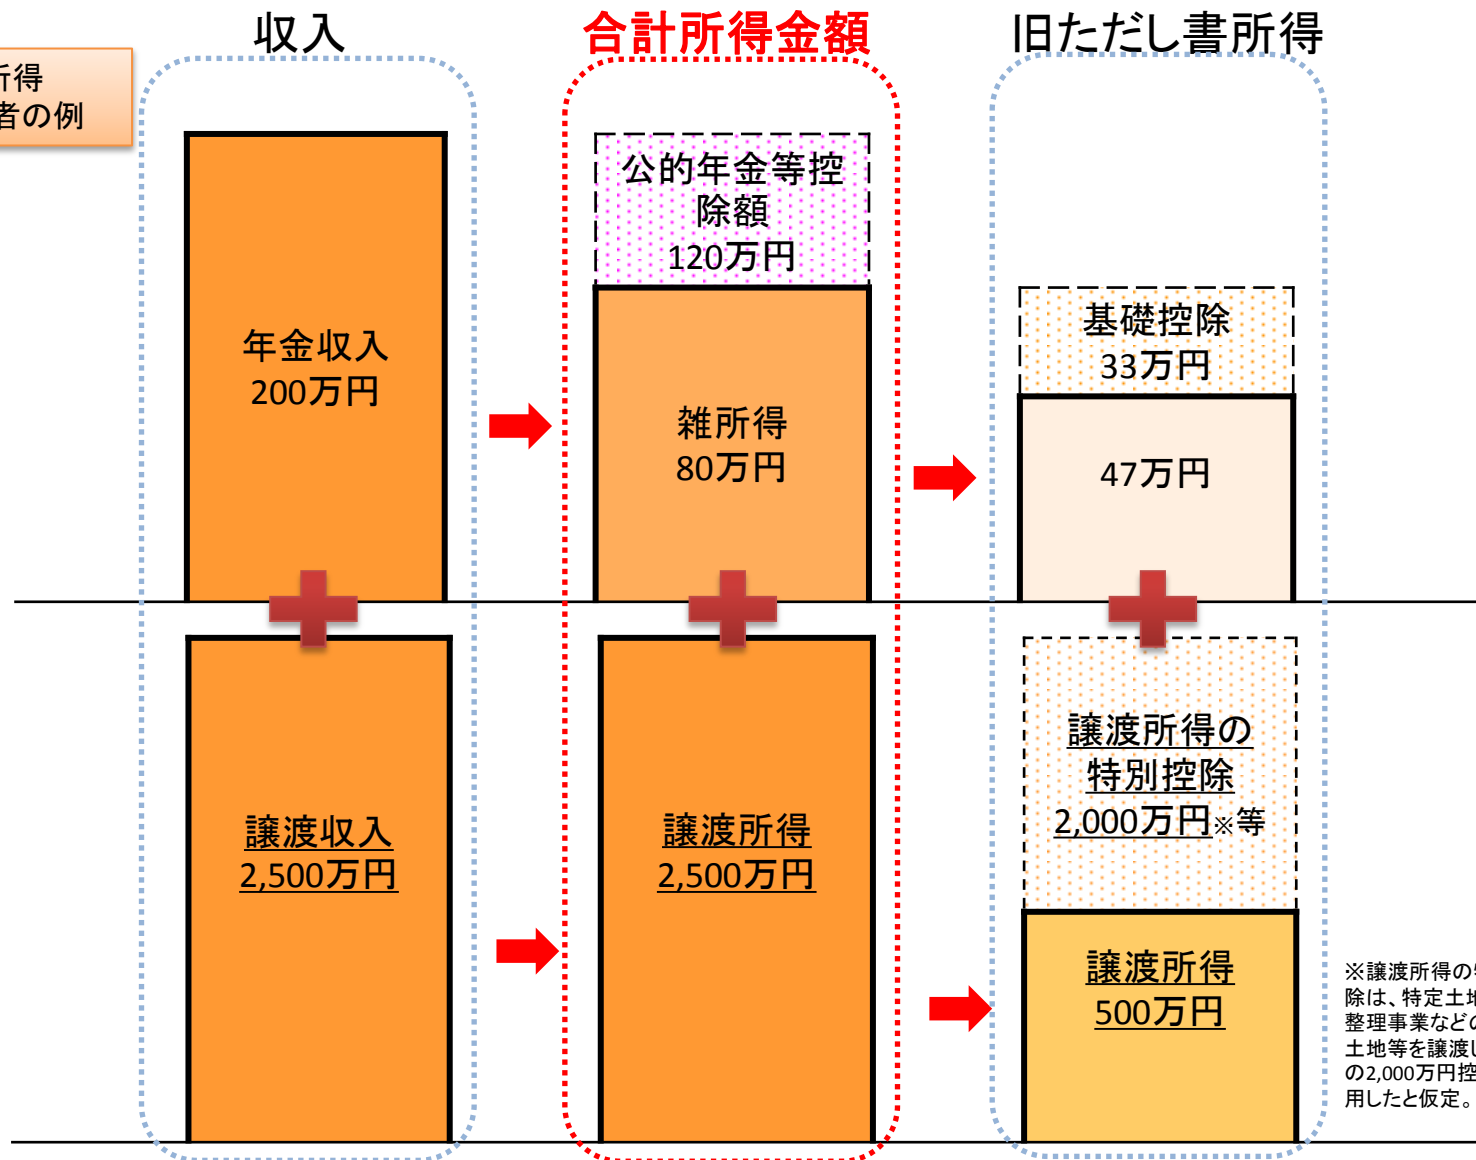 収入
合計所得金額
旧ただし書所得
所得
者の例
公的年金等控
除額
120万円
年金収入
200万円
雑所得
80万円
基礎控除
33万円
47万円
譲渡収入
2,500万円
譲渡所得
2,500万円
譲渡所得の
特別控除
2,000万円※等
譲渡所得
500万円
※譲渡所得の
除は、特定土地
整理事業などの
土地等を譲渡し
の2,000万円控
用したと仮定。